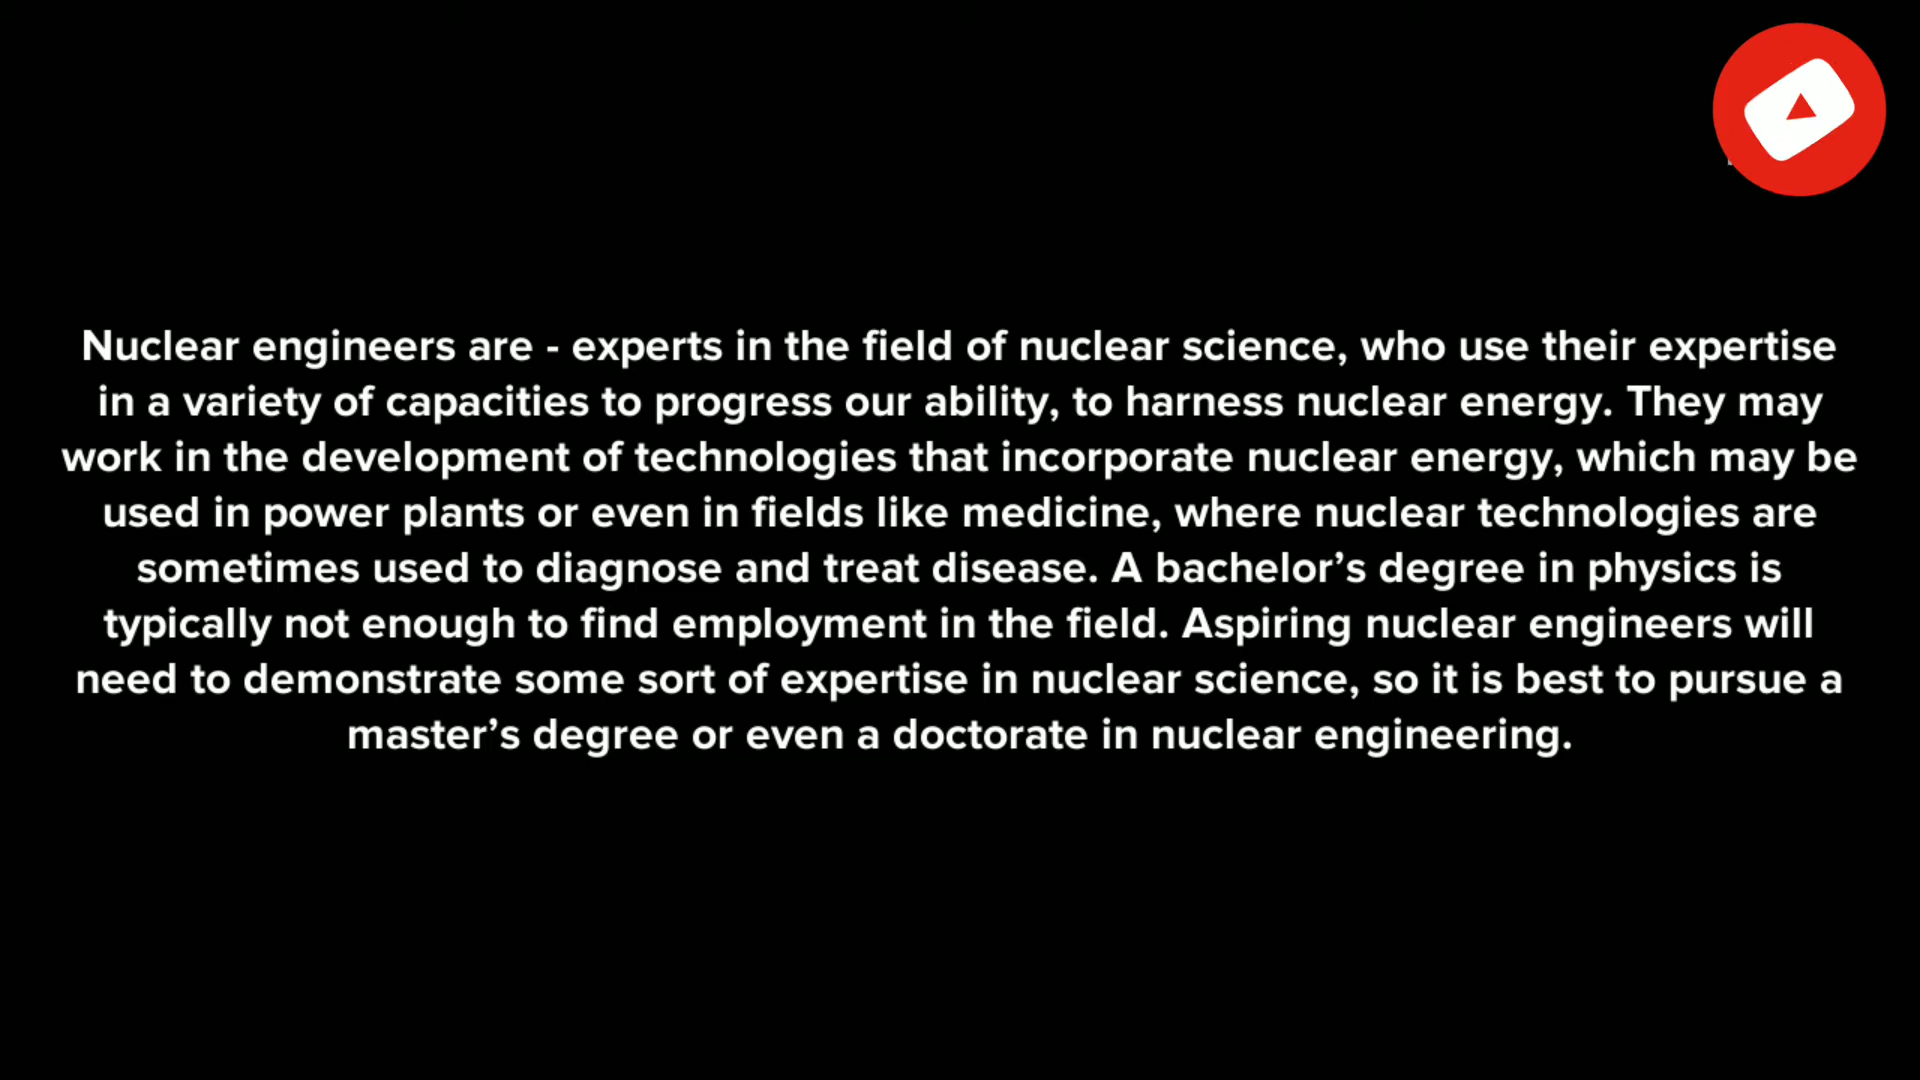 Nuclear engineers are - experts in the field of nuclear science, who use their expertise
in a variety of capacities to progress our ability, to harness nuclear energy. They may
work in the development of technologies that incorporate nuclear energy, which may be
used in power plants or even in fields like medicine, where nuclear technologies are
sometimes used to diagnose and treat disease. A bachelor’s degree in physics is
typically not enough to find employment in the field. Aspiring nuclear engineers will
need to demonstrate some sort of expertise in nuclear science, so it is best to pursue a
master’s degree or even a doctorate in nuclear engineering.